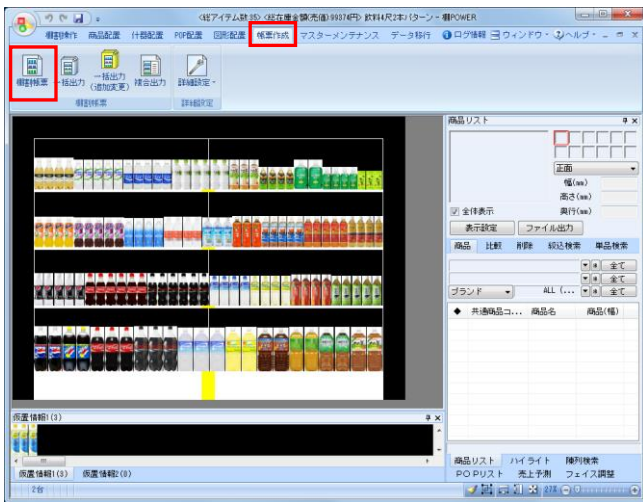 <総アイテム数:35> <総在庫金額(売価):99374円> 飲料4尺2本パターン - 棚POWER
棚割操作 商品配置 什器配置 POP配置 図形配置 帳票作成 マスターメンテナンス データ移行 ログ情報 ウィンドウ ヘルプ
棚割帳票 一括出力 一括出力(追加変更) 複合出力 詳細設定
棚割帳票 詳細設定
商品リスト
正面
幅(mm)
高さ(mm)
全体表示 奥行(mm)
表示設定 ファイル出力
商品 比較 削除 絞込検索 単品検索
全て
全て
ブランド ALL (... 全て
◆ 共通商品コ... 商品名 商品(幅)
仮置情報1(3)
商品リスト ハイライト 陳列検索
仮置情報1(3) 仮置情報2(0) POPリスト 売上予測 フェイス調整
2台 27%